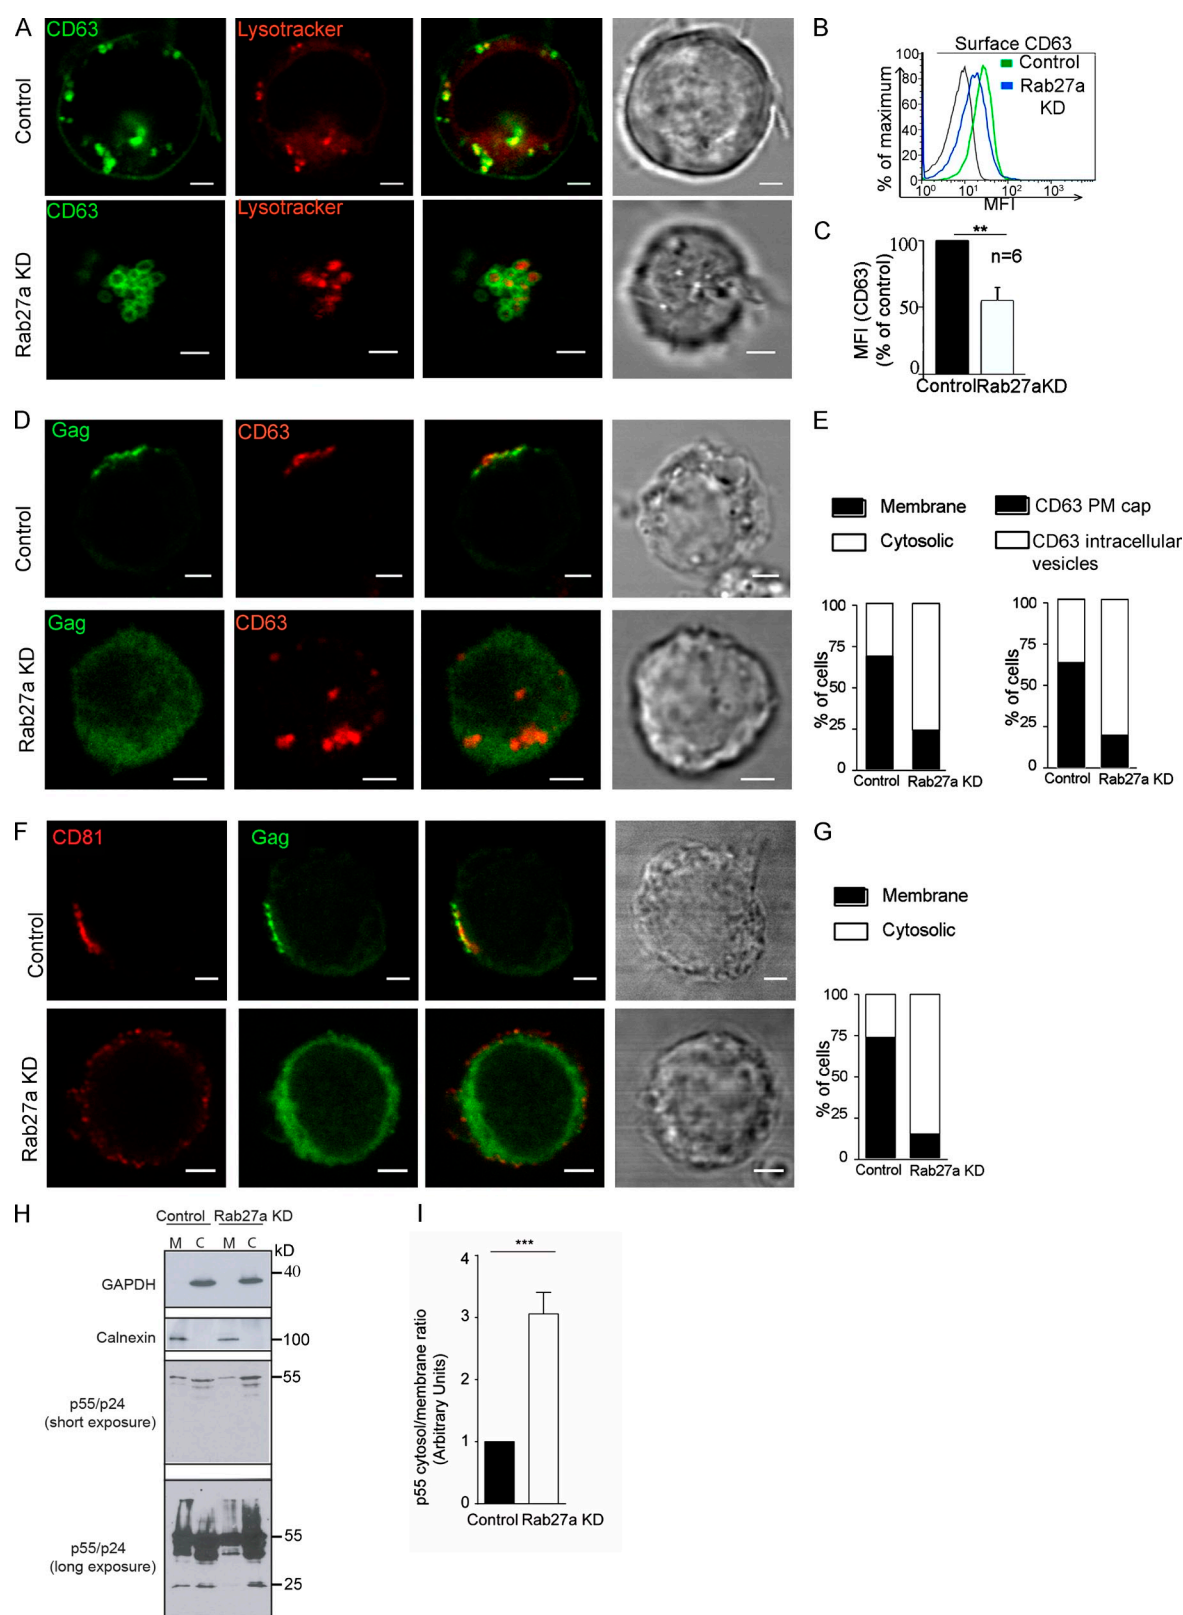 A
CD63
Lysotracker
Control
CD63
Lysotracker
Rab27a KD
B
Surface CD63
Control
Rab27a
KD
% of maximum
100
80
60
40
20
0
10⁰
10¹
10²
10³
MFI
C
**
n=6
MFI (CD63)
(% of control)
100
50
0
ControlRab27aKD
D
Gag
CD63
Control
Gag
CD63
Rab27a KD
E
Membrane
Cytosolic
CD63 PM cap
CD63 intracellular
vesicles
% of cells
100
75
50
25
0
Control Rab27a KD
% of cells
100
75
50
25
0
Control Rab27a KD
F
CD81
Gag
Control
Rab27a KD
G
Membrane
Cytosolic
% of cells
100
75
50
25
0
Control Rab27a KD
H
Control Rab27a KD
M C M C
kD
GAPDH
40
Calnexin
100
p55/p24
(short exposure)
55
p55/p24
(long exposure)
55
25
I
***
p55 cytosol/membrane ratio
(Arbitrary Units)
4
3
2
1
0
Control Rab27a KD